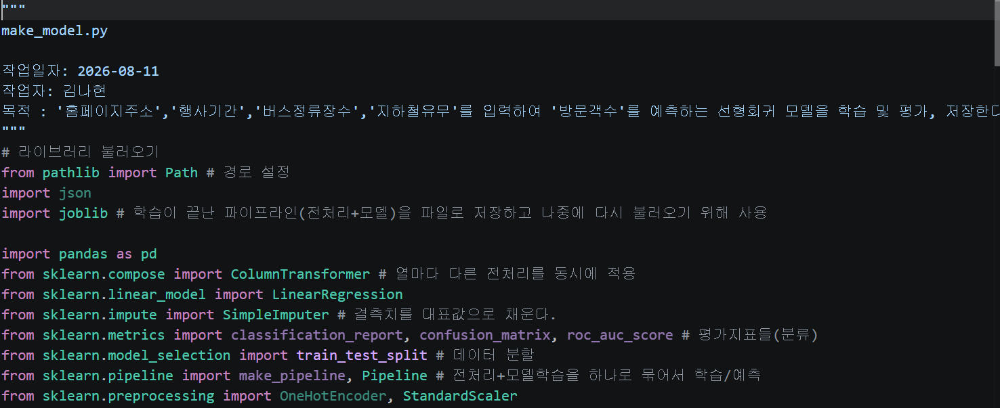 """
make_model.py
작업일자: 2026-08-11
작업자: 김나현
목적 : '홈페이지주소','행사기간','버스정류장수','지하철유무'를 입력하여 '방문객수'를 예측하는 선형회귀 모델을 학습 및 평가, 저장한다
"""
# 라이브러리 불러오기
from pathlib import Path # 경로 설정
import json
import joblib # 학습이 끝난 파이프라인(전처리+모델)을 파일로 저장하고 나중에 다시 불러오기 위해 사용
import pandas as pd
from sklearn.compose import ColumnTransformer # 열마다 다른 전처리를 동시에 적용
from sklearn.linear_model import LinearRegression
from sklearn.impute import SimpleImputer # 결측치를 대표값으로 채운다.
from sklearn.metrics import classification_report, confusion_matrix, roc_auc_score # 평가지표들(분류)
from sklearn.model_selection import train_test_split # 데이터 분할
from sklearn.pipeline import make_pipeline, Pipeline # 전처리+모델학습을 하나로 묶어서 학습/예측
from sklearn.preprocessing import OneHotEncoder, StandardScaler